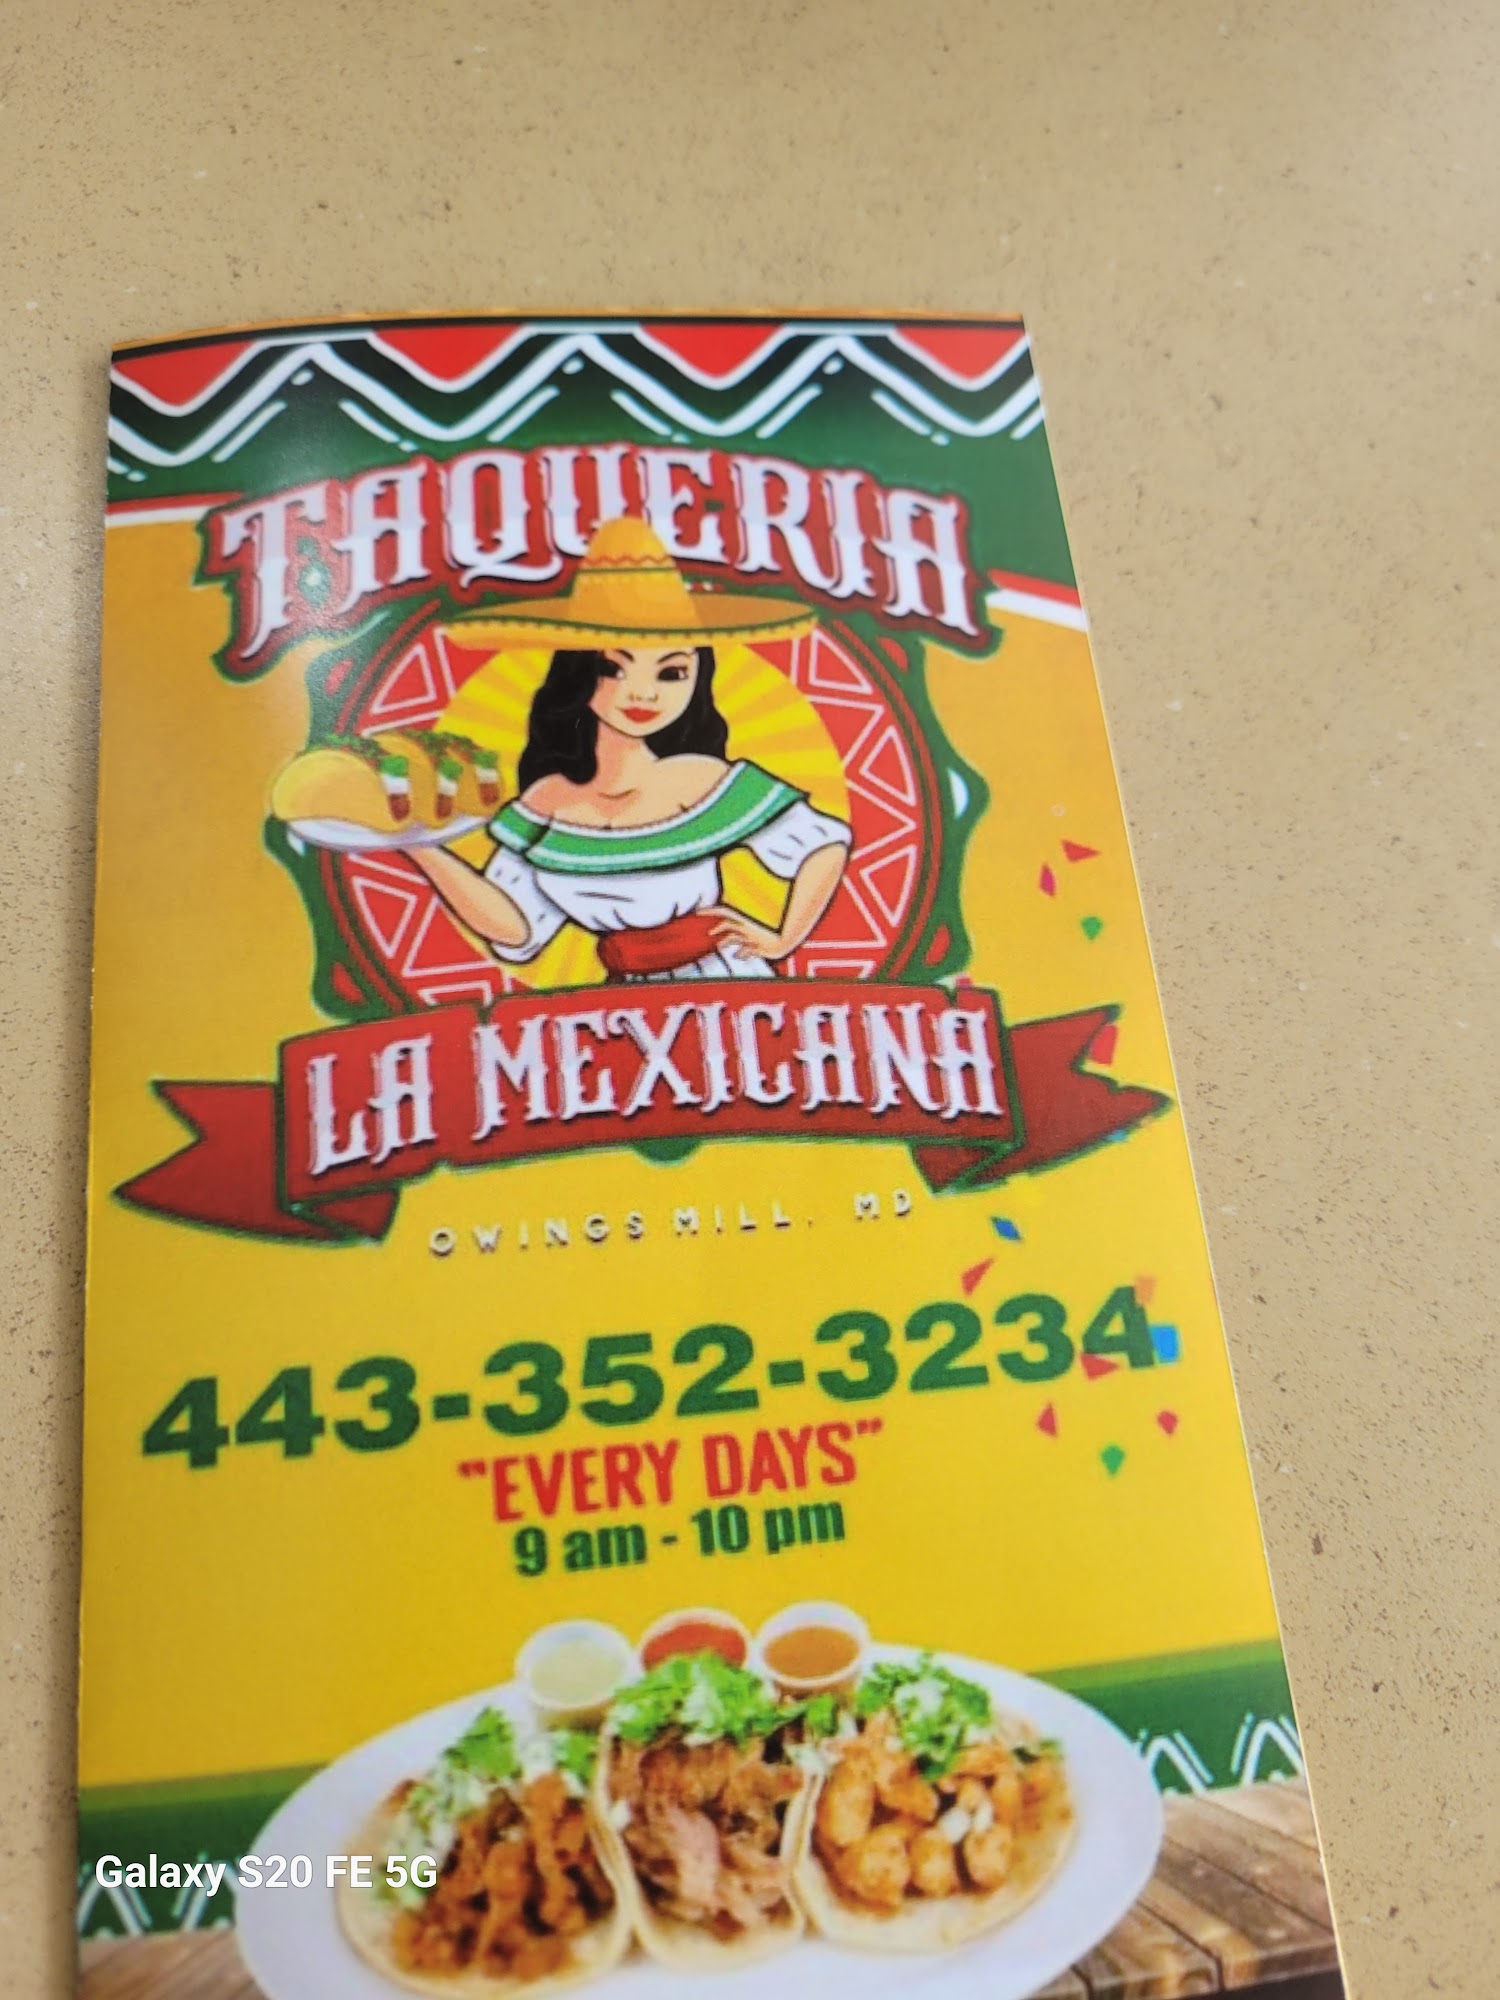 TAQUERIA
LA MEXICANA
OWINGS MILL. MD
443-352-3234
"EVERY DAYS"
9 am - 10 pm
Galaxy S20 FE 5G